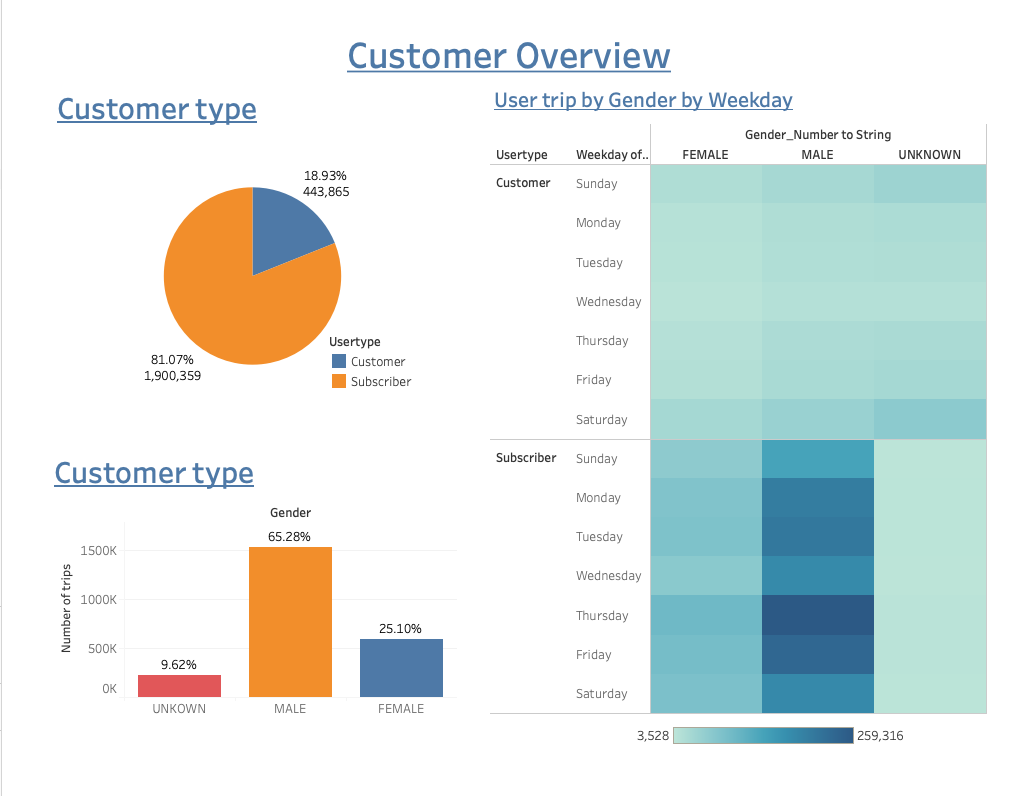 Customer Overview
Customer type
18.93%
443,865
81.07%
1,900,359
Usertype
Customer
Subscriber
Customer type
Gender
Number of trips
1500K
1000K
500K
0K
9.62%
65.28%
25.10%
UNKOWN MALE FEMALE
User trip by Gender by Weekday
Gender_Number to String
Usertype Weekday of.. FEMALE MALE UNKNOWN
Customer Sunday
Monday
Tuesday
Wednesday
Thursday
Friday
Saturday
Subscriber Sunday
Monday
Tuesday
Wednesday
Thursday
Friday
Saturday
3,528 259,316